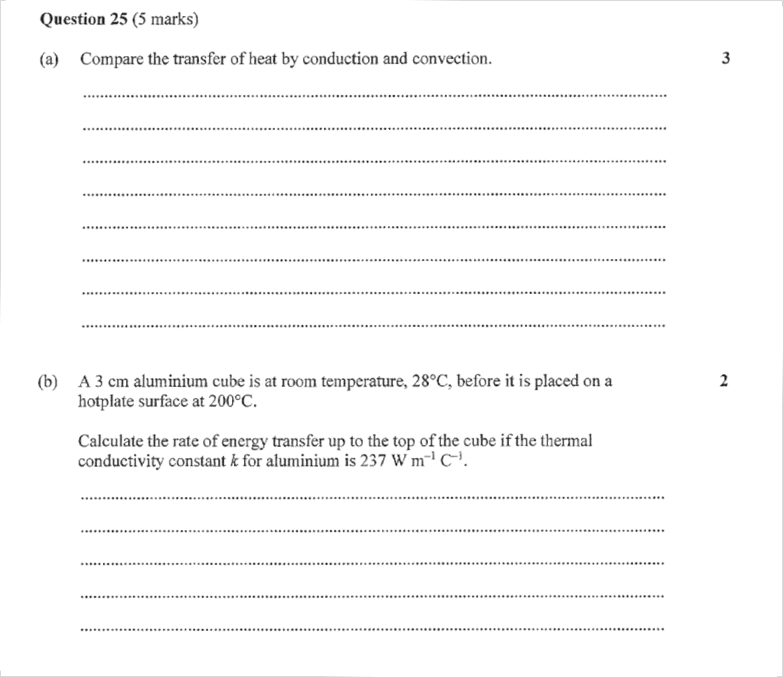 Question 25 (5 marks)
(a) Compare the transfer of heat by conduction and convection. 3
(b) A 3 cm aluminium cube is at room temperature, 28°C, before it is placed on a 2
hotplate surface at 200°C.
Calculate the rate of energy transfer up to the top of the cube if the thermal
conductivity constant k for aluminium is 237 W m⁻¹ C⁻¹.